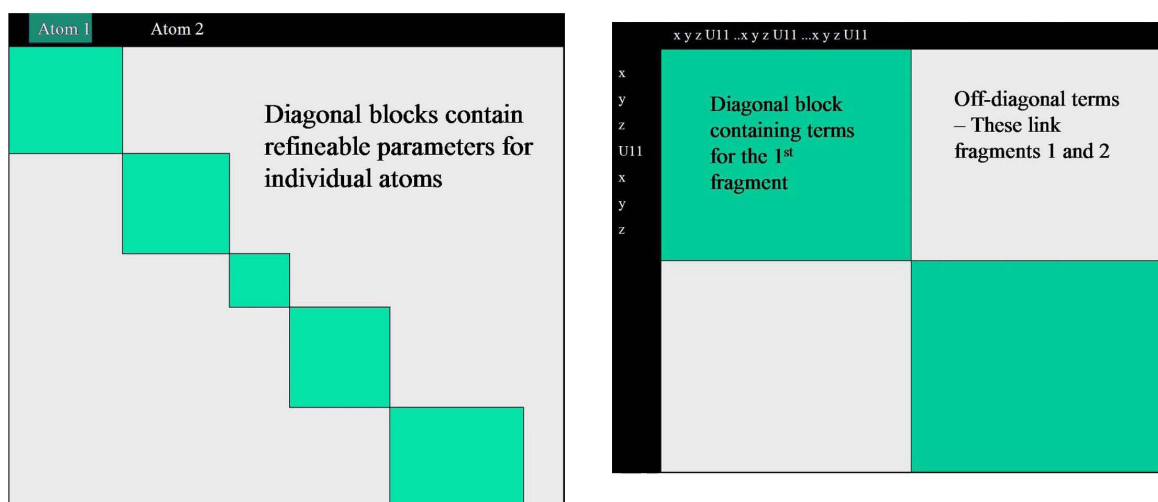 Atom 1 Atom 2
Diagonal blocks contain
refineable parameters for
individual atoms
x y z U11 ..x y z U11 ...x y z U11
x
y
z
U11
x
y
z
Diagonal block
containing terms
for the 1st
fragment
Off-diagonal terms
– These link
fragments 1 and 2